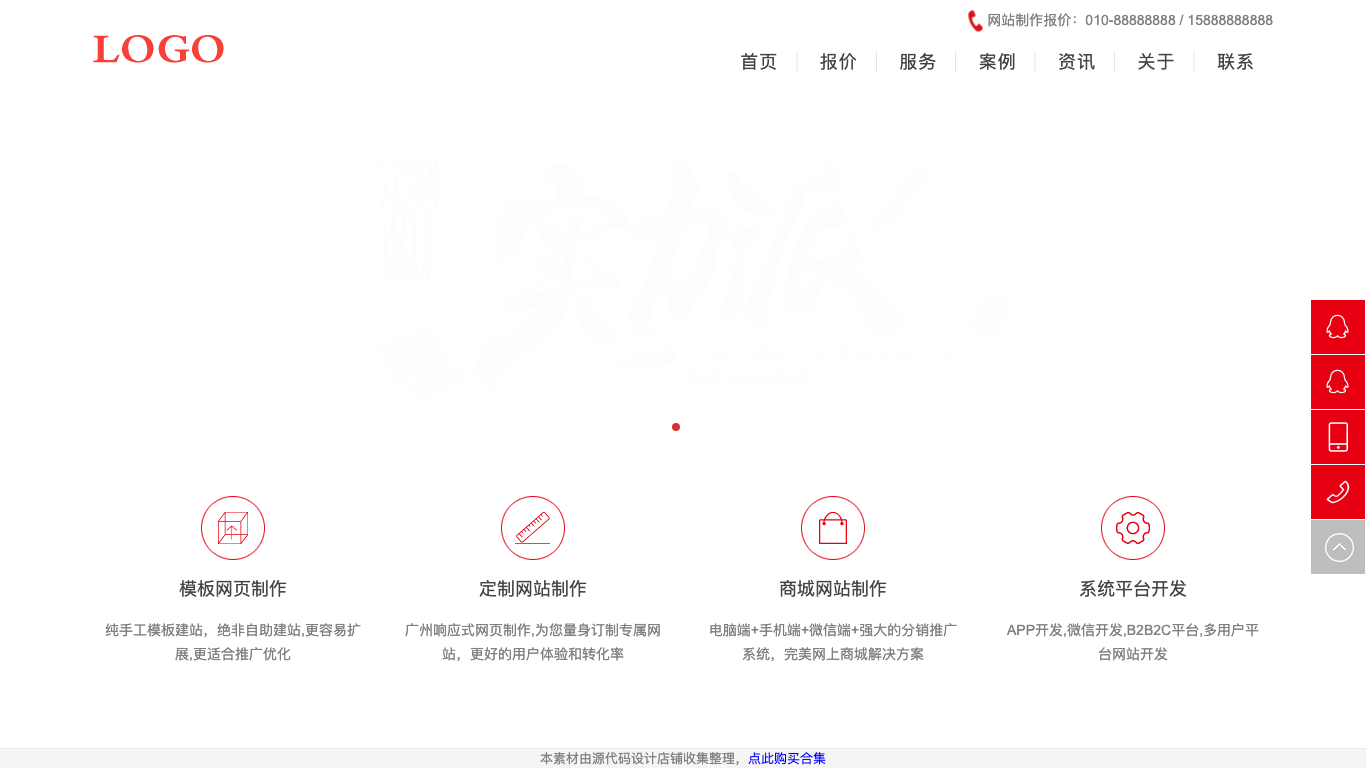 网站制作报价：010-88888888 / 15888888888
LOGO
首页 报价 服务 案例 资讯 关于 联系
实力派
模板网页制作
纯手工模板建站，绝非自助建站,更容易扩
展,更适合推广优化
定制网站制作
广州响应式网页制作,为您量身订制专属网
站，更好的用户体验和转化率
商城网站制作
电脑端+手机端+微信端+强大的分销推广
系统，完美网上商城解决方案
系统平台开发
APP开发,微信开发,B2B2C平台,多用户平
台网站开发
本素材由源代码设计店铺收集整理，点此购买合集